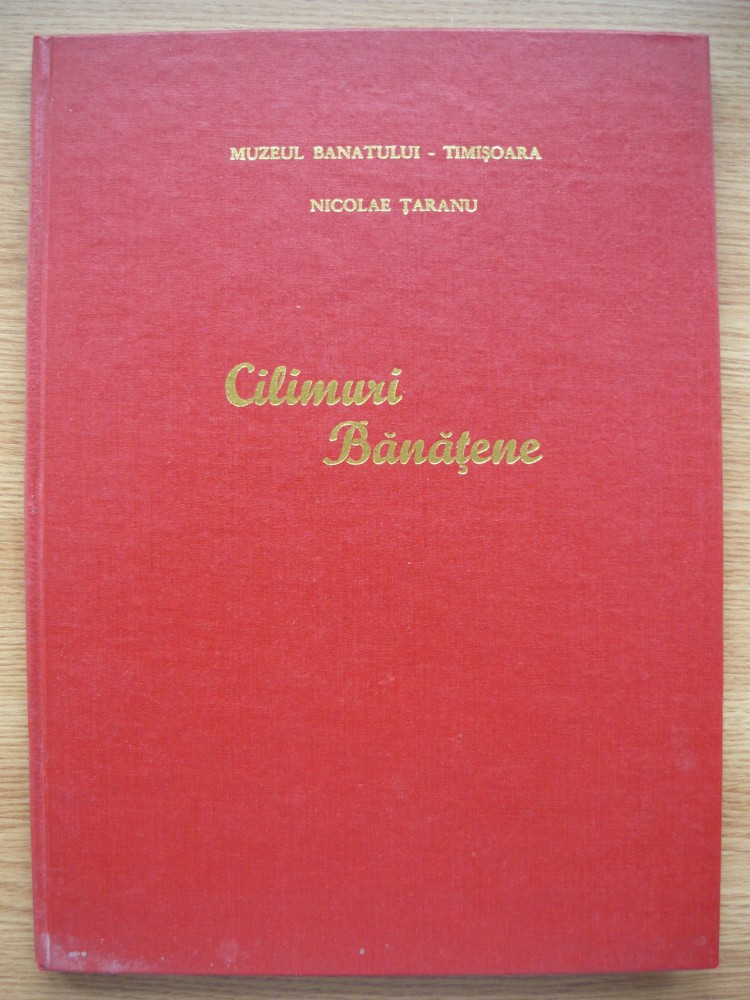 MUZEUL BANATULUI - TIMIŞOARA
NICOLAE ŢARANU
Cilimuri
Bănăţene